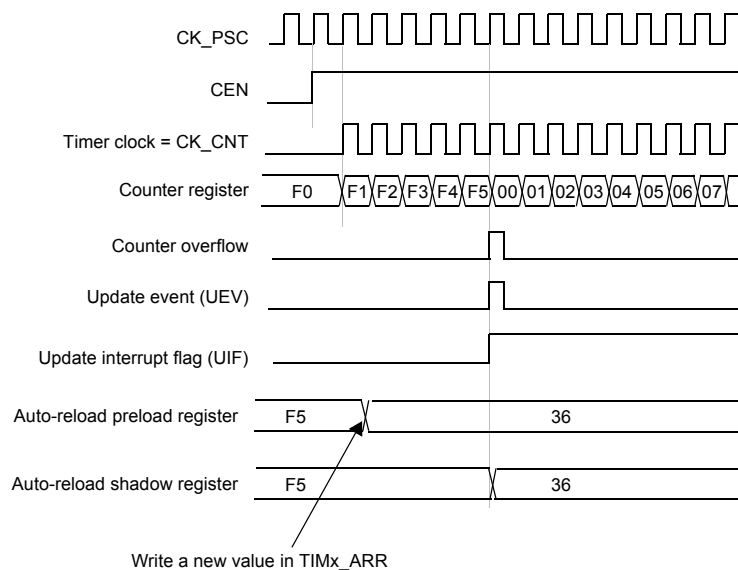 CK_PSC
CEN
Timer clock = CK_CNT
Counter register F0 F1 F2 F3 F4 F5 00 01 02 03 04 05 06 07
Counter overflow
Update event (UEV)
Update interrupt flag (UIF)
Auto-reload preload register F5 36
Auto-reload shadow register F5 36
Write a new value in TIMx_ARR